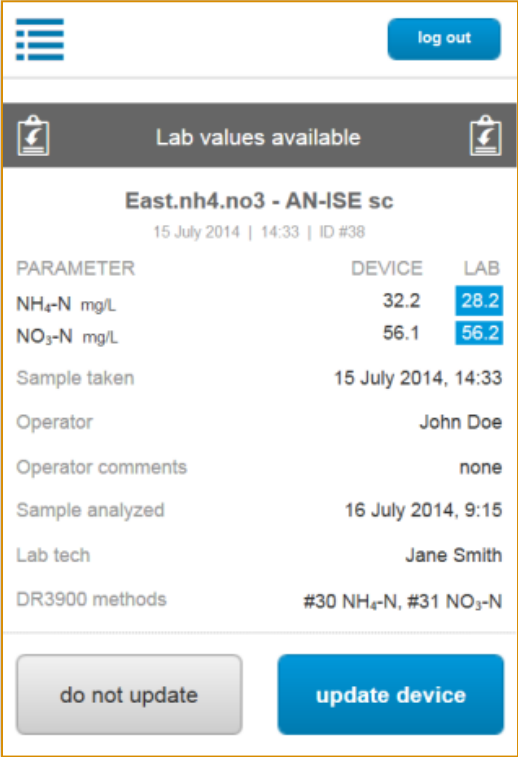 log out
Lab values available
East.nh4.no3 - AN-ISE sc
15 July 2014 | 14:33 | ID #38
PARAMETER DEVICE LAB
NH₄-N mg/L 32.2 28.2
NO₃-N mg/L 56.1 56.2
Sample taken 15 July 2014, 14:33
Operator John Doe
Operator comments none
Sample analyzed 16 July 2014, 9:15
Lab tech Jane Smith
DR3900 methods #30 NH₄-N, #31 NO₃-N
do not update update device